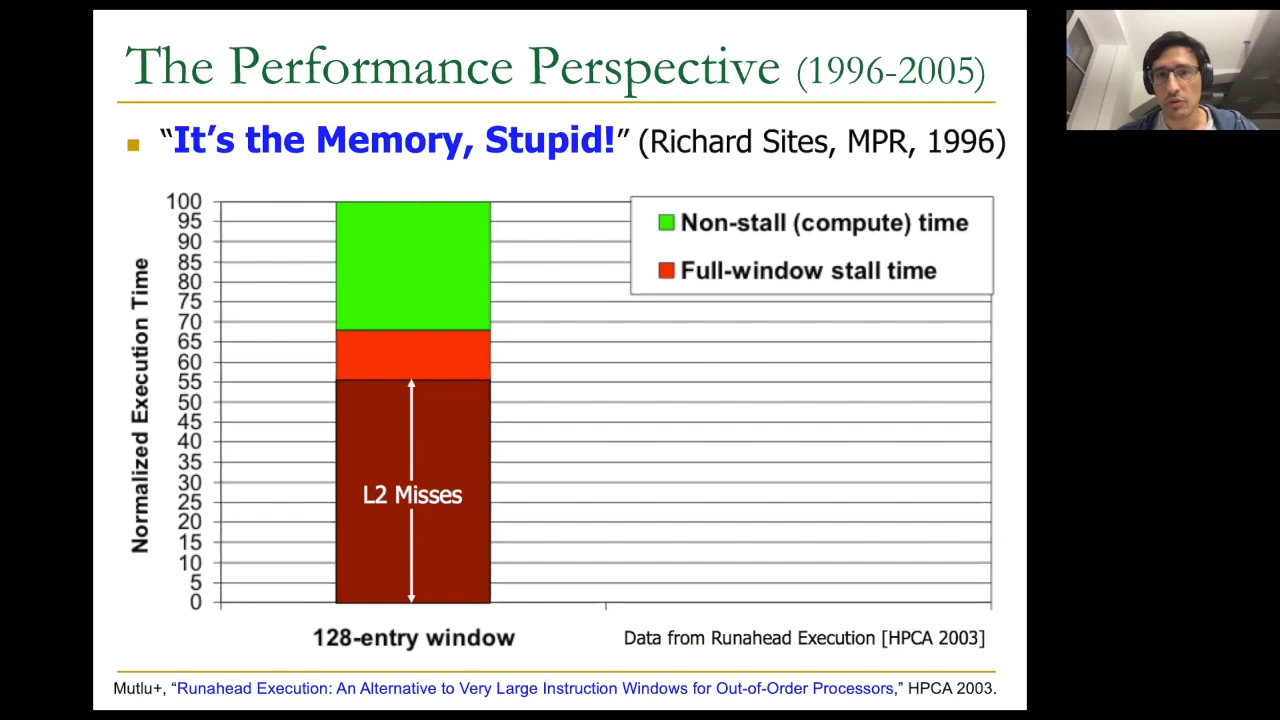 The Performance Perspective (1996-2005)
"It's the Memory, Stupid!" (Richard Sites, MPR, 1996)
Non-stall (compute) time
Full-window stall time
Normalized Execution Time
100
95
90
85
80
75
70
65
60
55
50
45
40
35
30
25
20
15
10
5
0
L2 Misses
128-entry window
Data from Runahead Execution [HPCA 2003]
Mutlu+, “Runahead Execution: An Alternative to Very Large Instruction Windows for Out-of-Order Processors,” HPCA 2003.